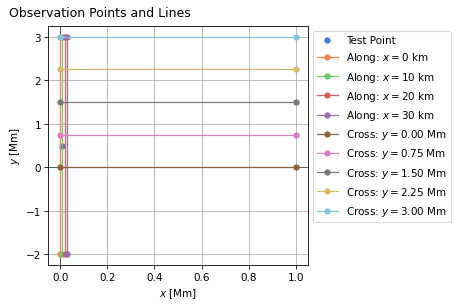 Observation Points and Lines
y [Mm]
3
2
1
0
−1
−2
0.0 0.2 0.4 0.6 0.8 1.0
x [Mm]
Test Point
Along: x = 0 km
Along: x = 10 km
Along: x = 20 km
Along: x = 30 km
Cross: y = 0.00 Mm
Cross: y = 0.75 Mm
Cross: y = 1.50 Mm
Cross: y = 2.25 Mm
Cross: y = 3.00 Mm